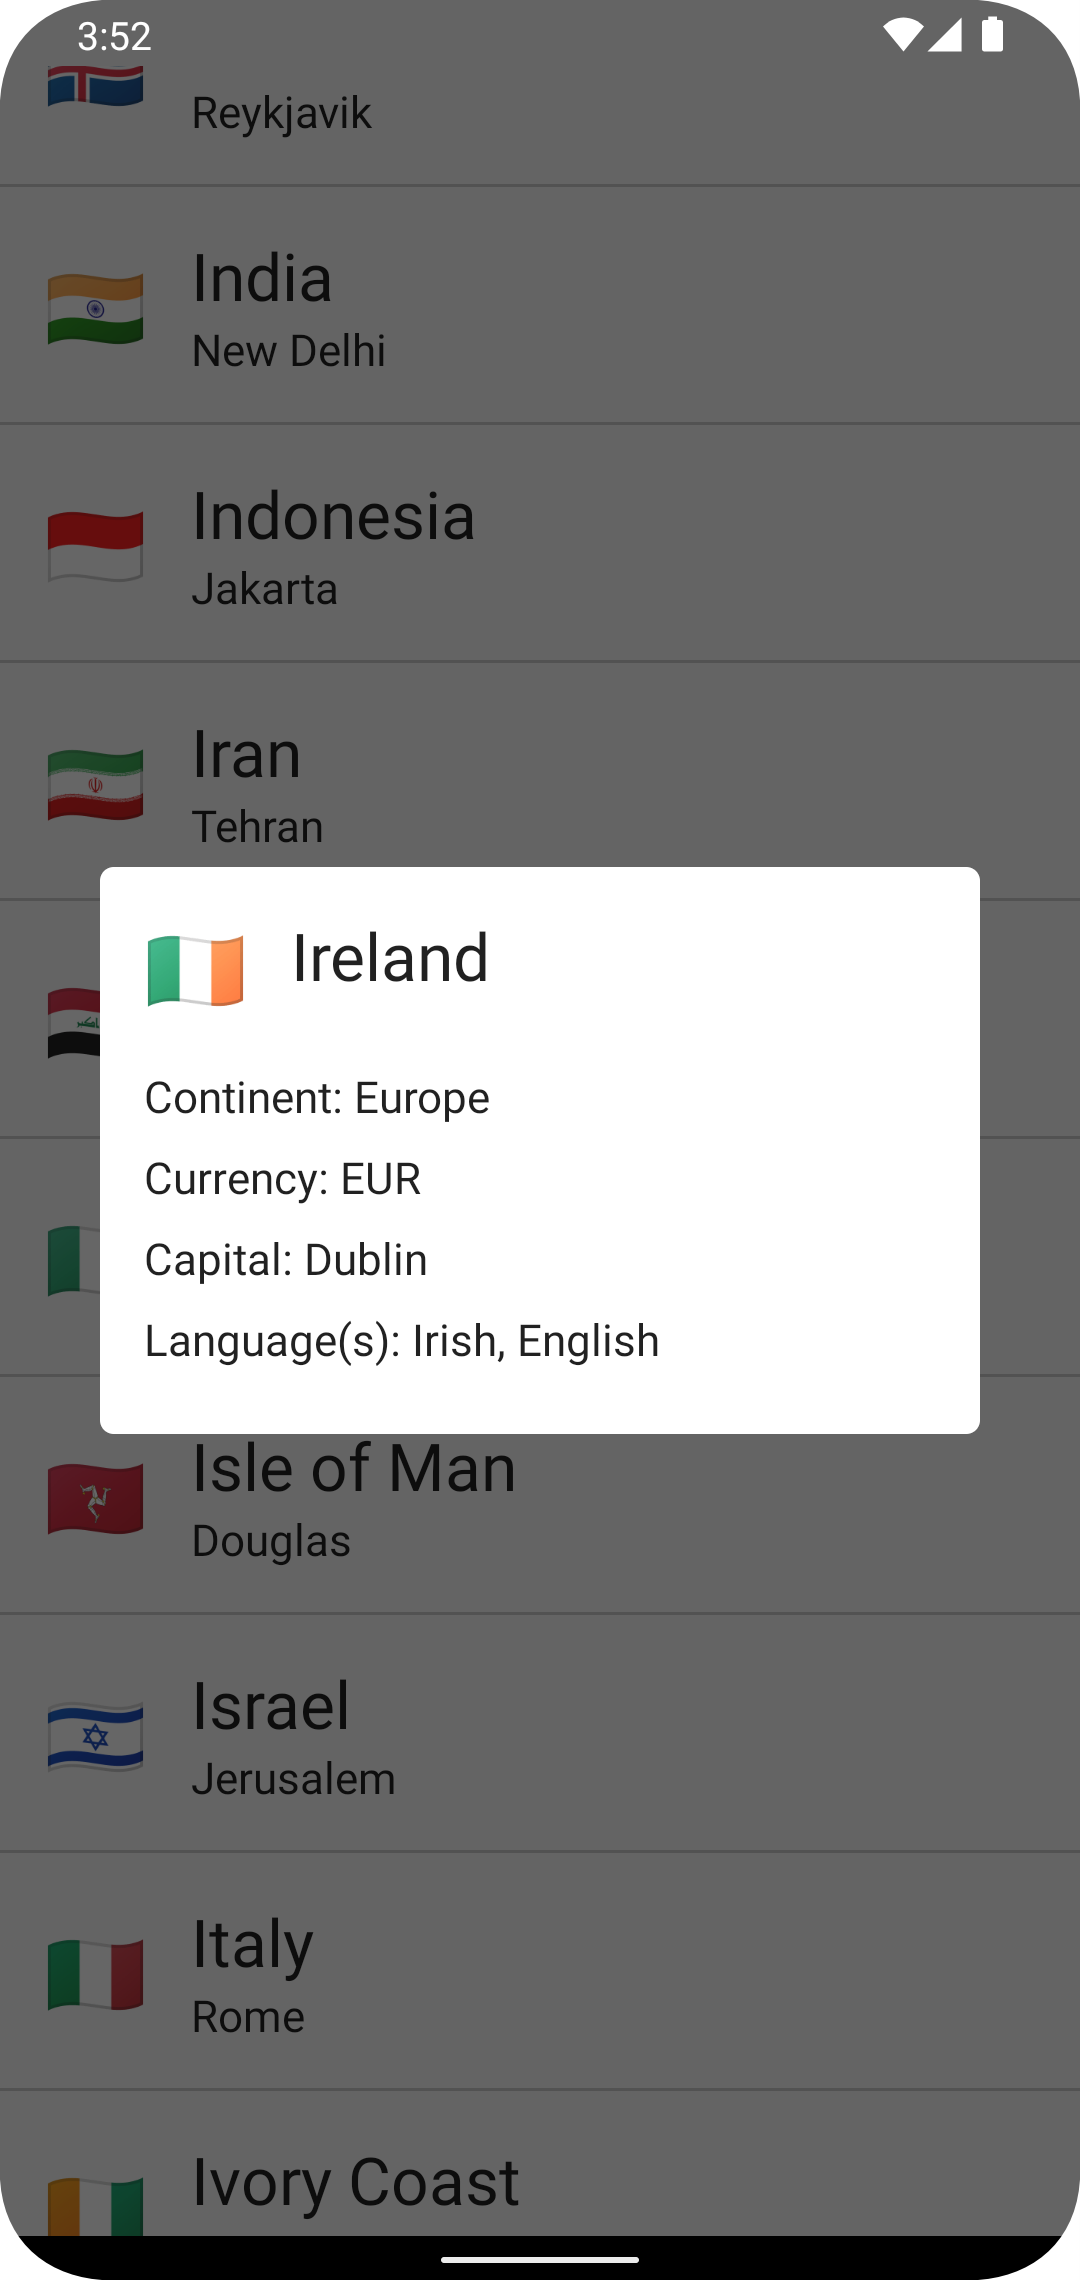 3:52
Reykjavik
India
New Delhi
Indonesia
Jakarta
Iran
Tehran
Ireland
Continent: Europe
Currency: EUR
Capital: Dublin
Language(s): Irish, English
Isle of Man
Douglas
Israel
Jerusalem
Italy
Rome
Ivory Coast